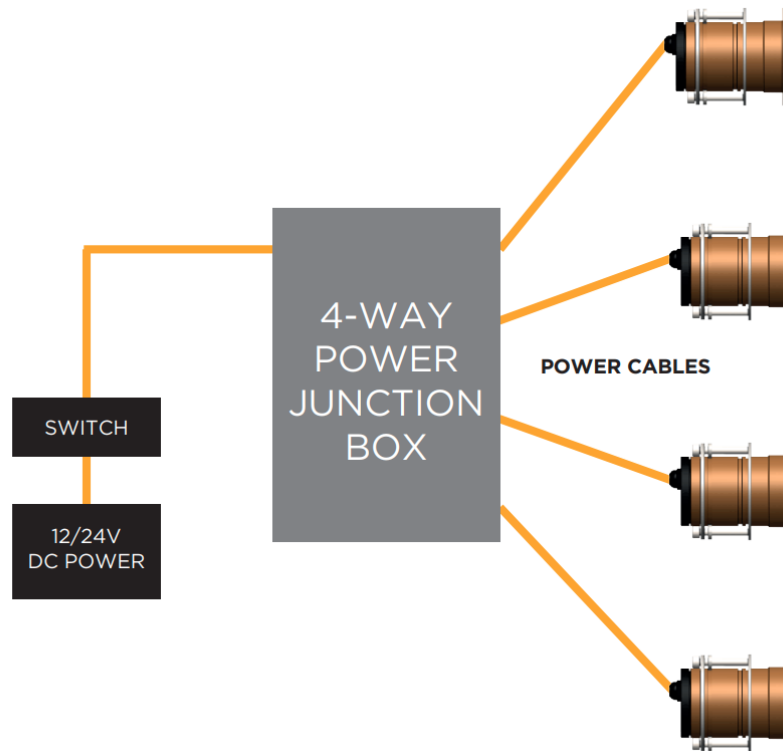 4-WAY
POWER
JUNCTION
BOX
POWER CABLES
SWITCH
12/24V
DC POWER